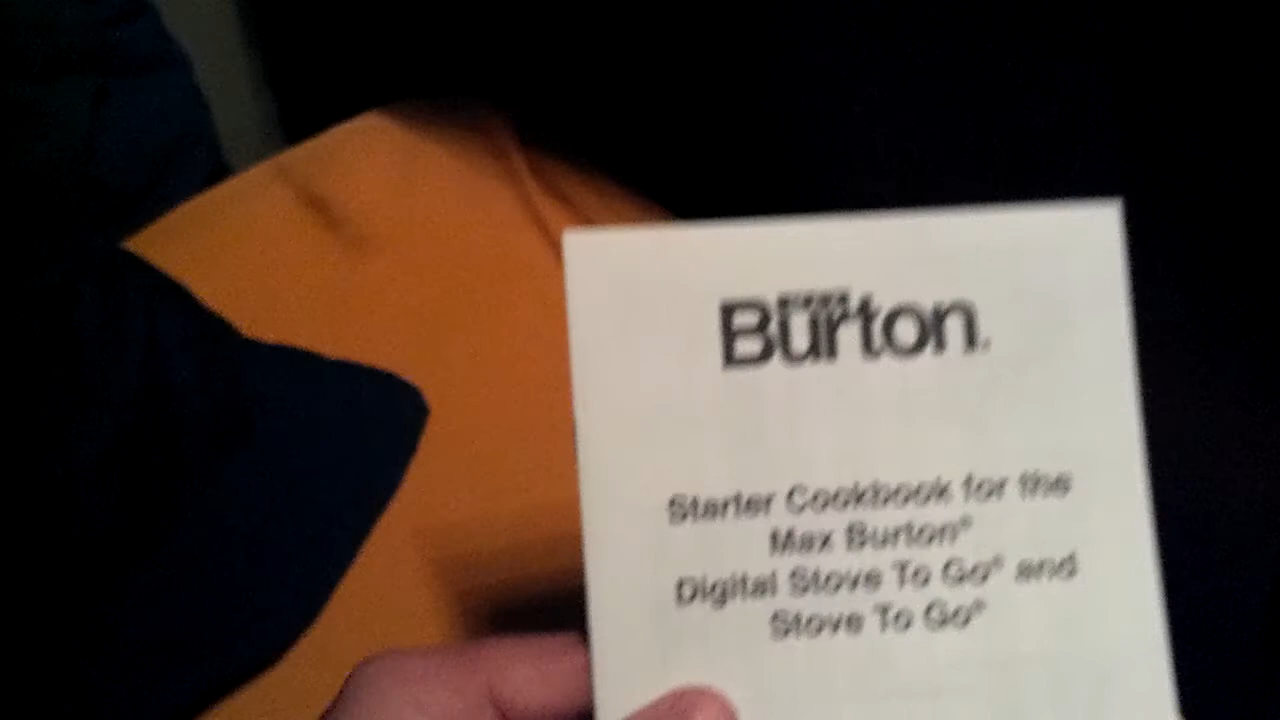 Burton.
Starter Cookbook for the
Max Burton®
Digital Stove To Go® and
Stove To Go®